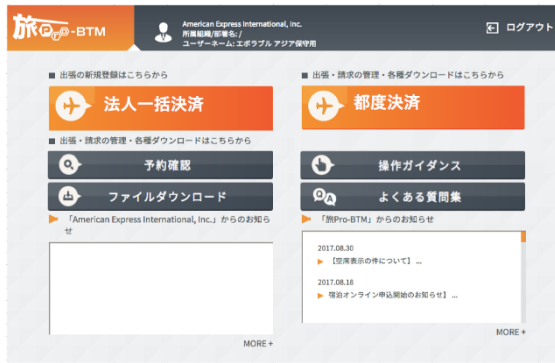 旅Pro-BTM
American Express International, Inc.
所属組織/部署名: /
ユーザーネーム: エボラブル アジア保守用
ログアウト
■ 出張の新規登録はこちらから
法人一括決済
■ 出張・請求の管理・各種ダウンロードはこちらから
予約確認
ファイルダウンロード
「American Express International, Inc.」からのお知ら
せ
MORE +
■ 出張・請求の管理・各種ダウンロードはこちらから
都度決済
操作ガイダンス
QA よくある質問集
「旅Pro-BTM」からのお知らせ
2017.08.30
【空席表示の件について】 ...
2017.08.18
宿泊オンライン申込開始のお知らせ】 ...
MORE +